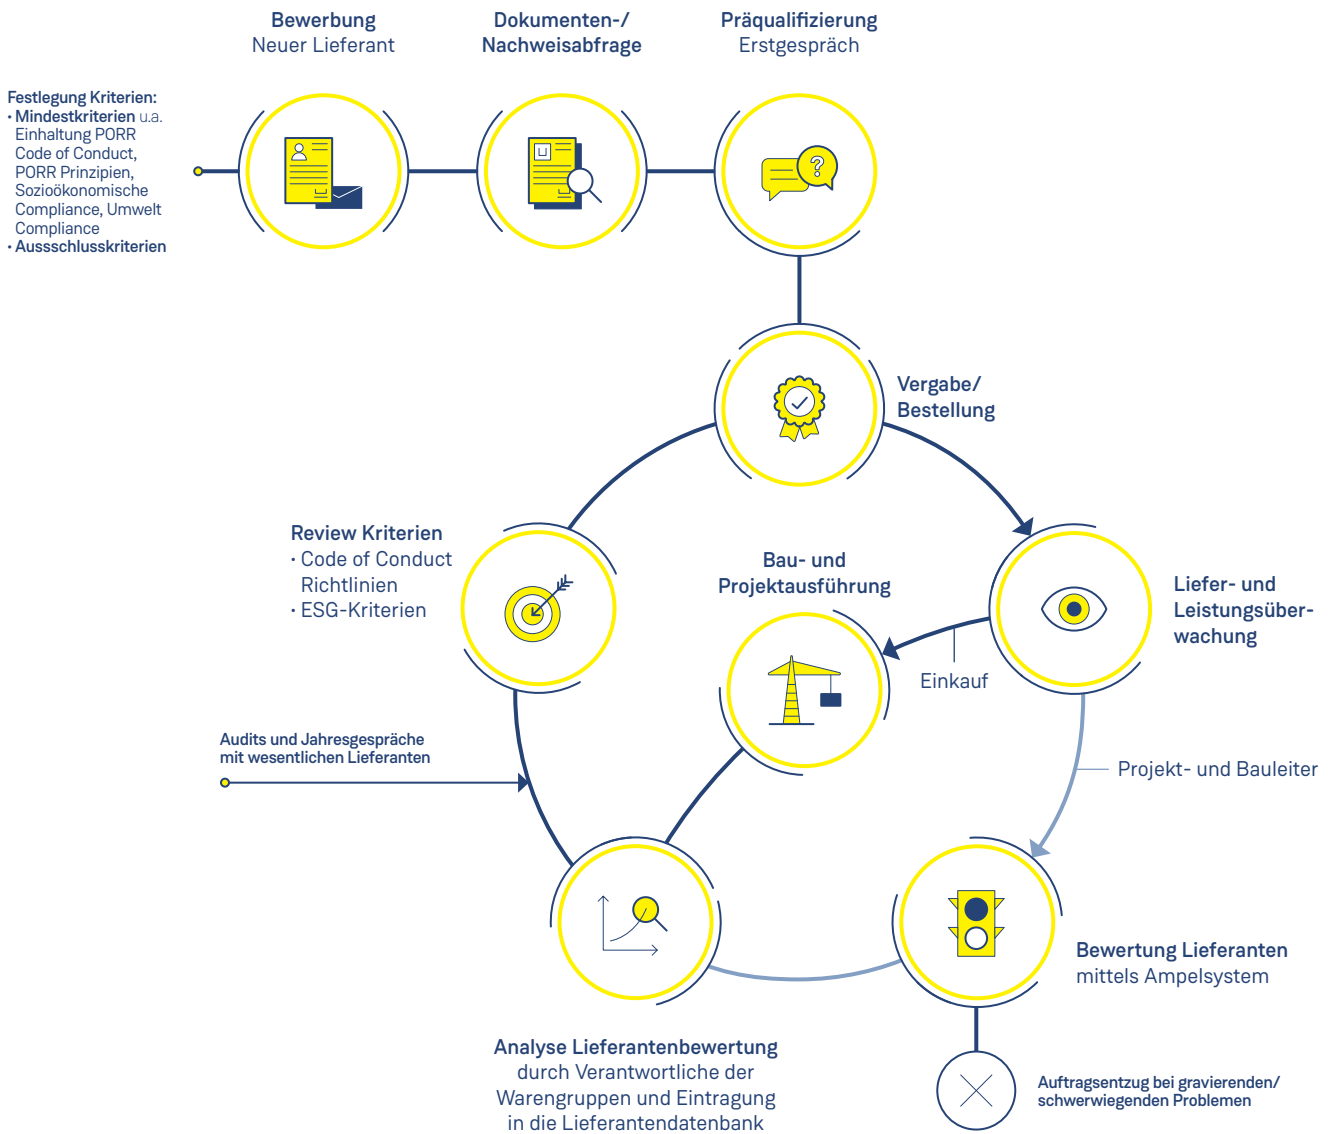 Bewerbung
Neuer Lieferant
Dokumenten-/
Nachweisabfrage
Präqualifizierung
Erstgespräch
Festlegung Kriterien:
· Mindestkriterien u.a.
Einhaltung PORR
Code of Conduct,
PORR Prinzipien,
Sozioökonomische
Compliance, Umwelt
Compliance
· Aussschlusskriterien
?
Vergabe/
Bestellung
Review Kriterien
· Code of Conduct
Richtlinien
· ESG-Kriterien
Bau- und
Projektausführung
Liefer- und
Leistungsüber-
wachung
Einkauf
Audits und Jahresgespräche
mit wesentlichen Lieferanten
Projekt- und Bauleiter
Bewertung Lieferanten
mittels Ampelsystem
Analyse Lieferantenbewertung
durch Verantwortliche der
Warengruppen und Eintragung
in die Lieferantendatenbank
Auftragsentzug bei gravierenden/
schwerwiegenden Problemen